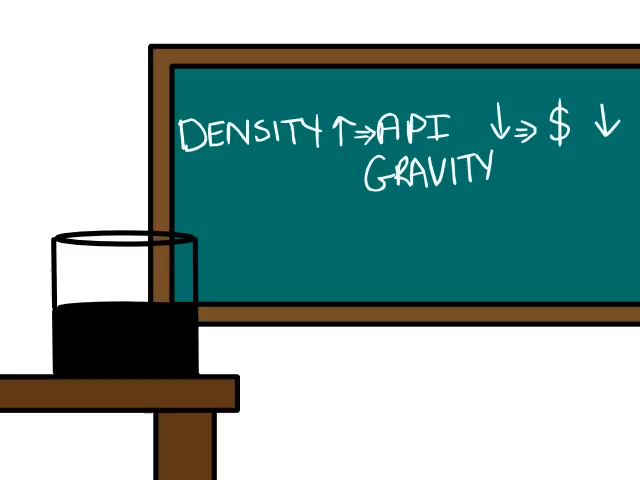 DENSITY ↑ ⇒ API ↓ ⇒ $ ↓
GRAVITY